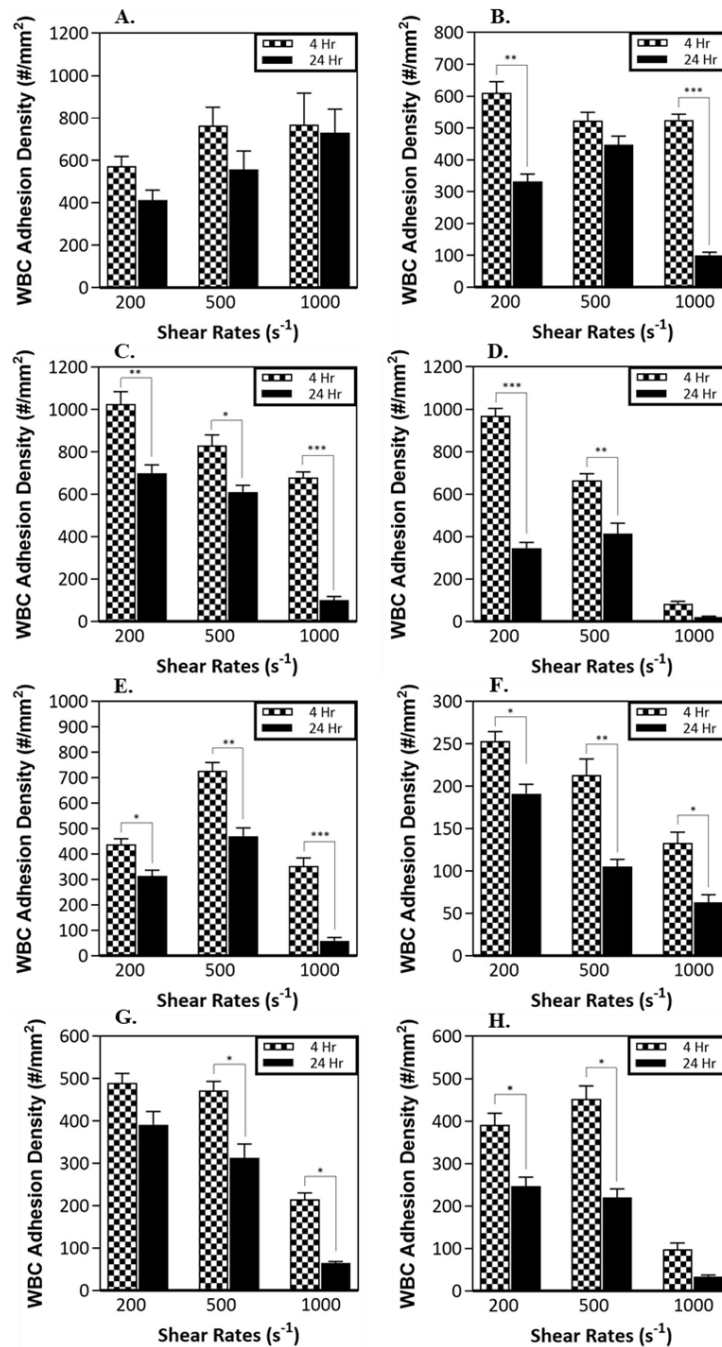 A.
4 Hr
24 Hr
WBC Adhesion Density (#/mm²)
1200
1000
800
600
400
200
0
200 500 1000
Shear Rates (s⁻¹)
B.
4 Hr
24 Hr
WBC Adhesion Density (#/mm²)
800
700
600
500
400
300
200
100
0
**
***
200 500 1000
Shear Rates (s⁻¹)
C.
4 Hr
24 Hr
WBC Adhesion Density (#/mm²)
1200
1000
800
600
400
200
0
**
*
***
200 500 1000
Shear Rates (s⁻¹)
D.
4 Hr
24 Hr
WBC Adhesion Density (#/mm²)
1200
1000
800
600
400
200
0
***
**
200 500 1000
Shear Rates (s⁻¹)
E.
4 Hr
24 Hr
WBC Adhesion Density (#/mm²)
1000
900
800
700
600
500
400
300
200
100
0
*
**
***
200 500 1000
Shear Rates (s⁻¹)
F.
4 Hr
24 Hr
WBC Adhesion Density (#/mm²)
300
250
200
150
100
50
0
*
**
*
200 500 1000
Shear Rates (s⁻¹)
G.
4 Hr
24 Hr
WBC Adhesion Density (#/mm²)
600
500
400
300
200
100
0
*
*
200 500 1000
Shear Rates (s⁻¹)
H.
4 Hr
24 Hr
WBC Adhesion Density (#/mm²)
600
500
400
300
200
100
0
*
*
200 500 1000
Shear Rates (s⁻¹)